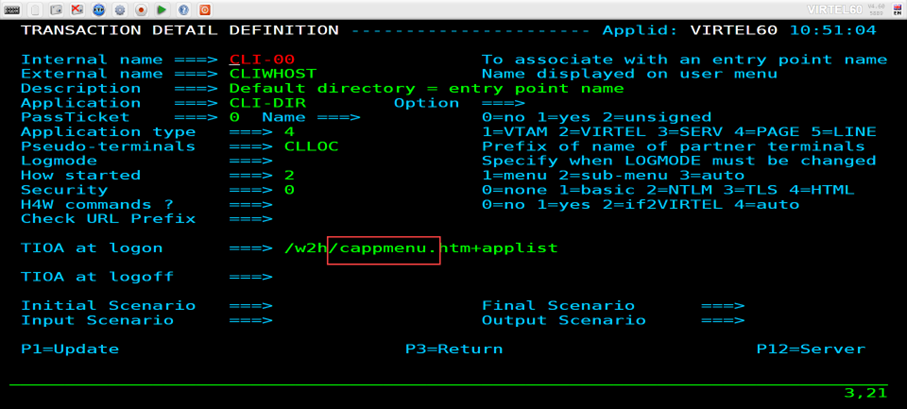 VIRTEL60 V4.60
5080 EN
TRANSACTION DETAIL DEFINITION ---------------------- Applid: VIRTEL60 10:51:04
Internal name ===> CLI-00 To associate with an entry point name
External name ===> CLIWHOST Name displayed on user menu
Description ===> Default directory = entry point name
Application ===> CLI-DIR Option ===>
PassTicket ===> 0 Name ===> 0=no 1=yes 2=unsigned
Application type ===> 4 1=VTAM 2=VIRTEL 3=SERV 4=PAGE 5=LINE
Pseudo-terminals ===> CLLOC Prefix of name of partner terminals
Logmode ===> Specify when LOGMODE must be changed
How started ===> 2 1=menu 2=sub-menu 3=auto
Security ===> 0 0=none 1=basic 2=NTLM 3=TLS 4=HTML
H4W commands ? ===> 0=no 1=yes 2=if2VIRTEL 4=auto
Check URL Prefix ===>
TIOA at logon ===> /w2h/cappmenu.htm+applist
TIOA at logoff ===>
Initial Scenario ===> Final Scenario ===>
Input Scenario ===> Output Scenario ===>
P1=Update P3=Return P12=Server
3,21